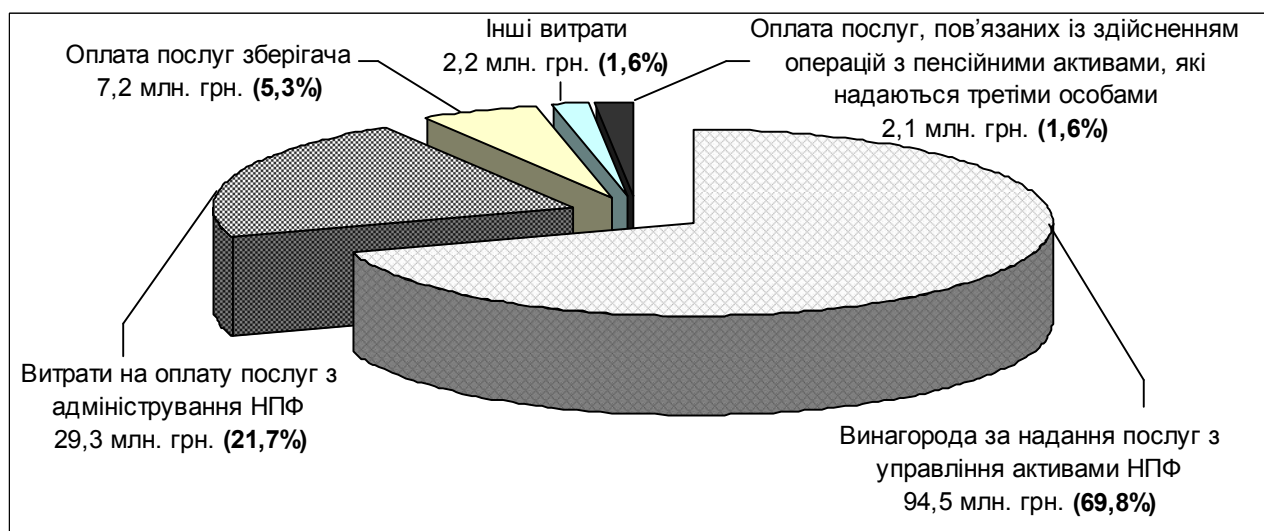 Оплата послуг зберігача
7,2 млн. грн. (5,3%)
Інші витрати
2,2 млн. грн. (1,6%)
Оплата послуг, пов’язаних із здійсненням
операцій з пенсійними активами, які
надаються третіми особами
2,1 млн. грн. (1,6%)
Витрати на оплату послуг з
адміністрування НПФ
29,3 млн. грн. (21,7%)
Винагорода за надання послуг з
управління активами НПФ
94,5 млн. грн. (69,8%)